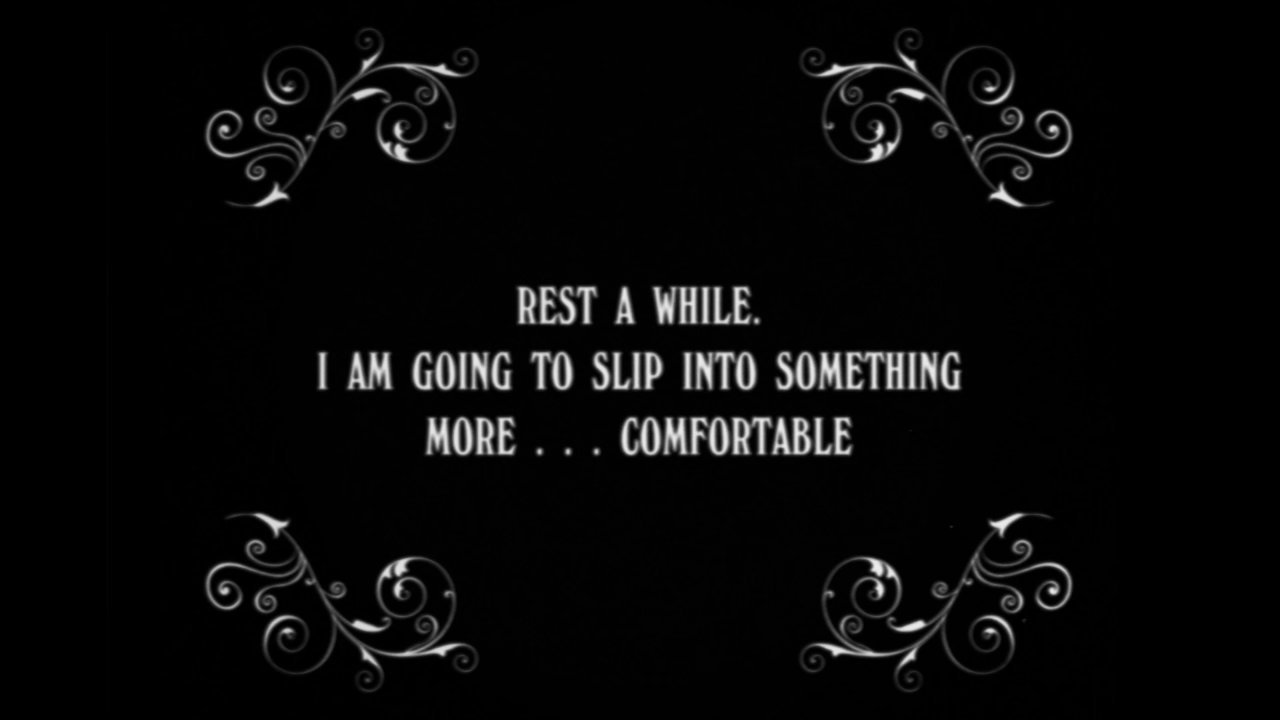 REST A WHILE.
I AM GOING TO SLIP INTO SOMETHING
MORE . . . COMFORTABLE